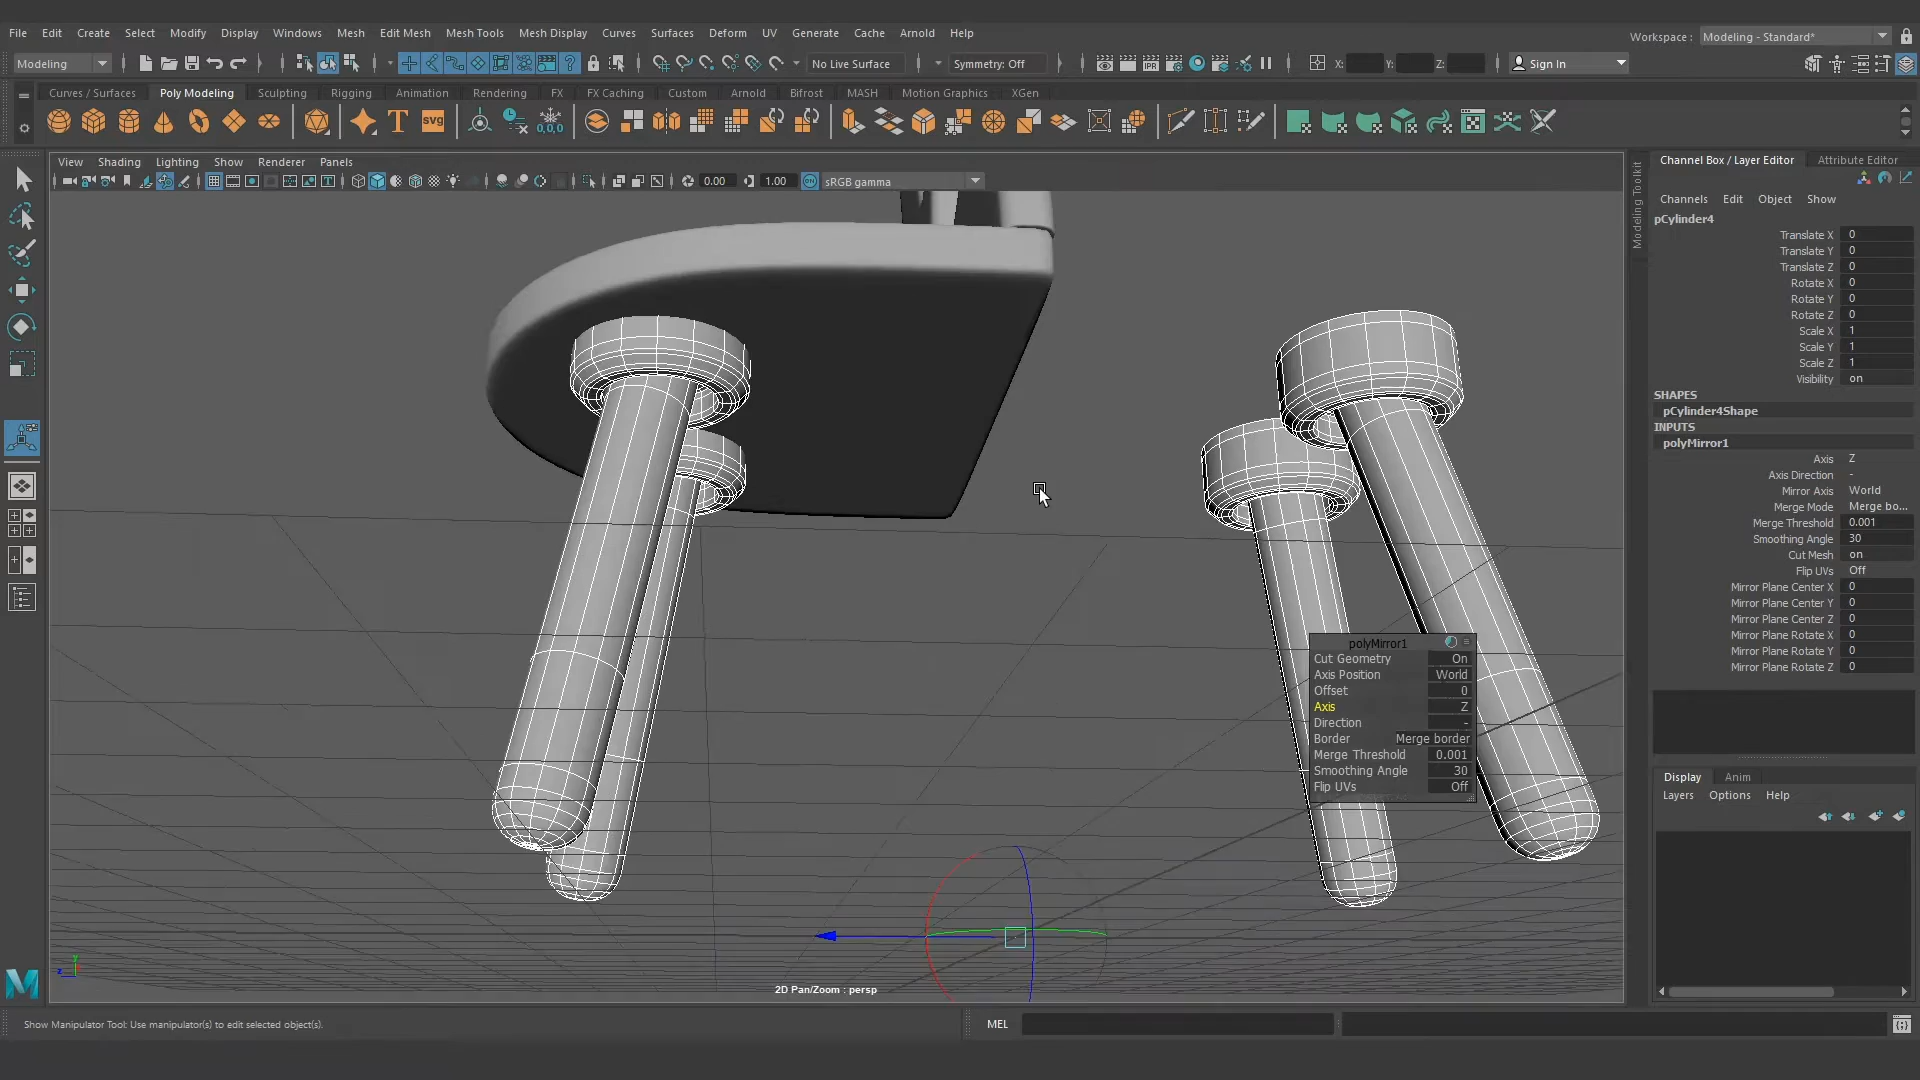 File Edit Create Select Modify Display Windows Mesh Edit Mesh Mesh Tools Mesh Display Curves Surfaces Deform UV Generate Cache Arnold Help
Workspace : Modeling - Standard*
Modeling No Live Surface Symmetry: Off X: Y: Z: Sign In
Curves / Surfaces Poly Modeling Sculpting Rigging Animation Rendering FX FX Caching Custom Arnold Bifrost MASH Motion Graphics XGen
T svg 0,0,0
View Shading Lighting Show Renderer Panels
0.00 1.00 sRGB gamma
Modeling Toolkit
Channel Box / Layer Editor Attribute Editor
Channels Edit Object Show
pCylinder4
Translate X 0
Translate Y 0
Translate Z 0
Rotate X 0
Rotate Y 0
Rotate Z 0
Scale X 1
Scale Y 1
Scale Z 1
Visibility on
SHAPES
pCylinder4Shape
INPUTS
polyMirror1
Axis Z
Axis Direction -
Mirror Axis World
Merge Mode Merge bo...
Merge Threshold 0.001
Smoothing Angle 30
Cut Mesh on
Flip UVs Off
Mirror Plane Center X 0
Mirror Plane Center Y 0
Mirror Plane Center Z 0
Mirror Plane Rotate X 0
Mirror Plane Rotate Y 0
Mirror Plane Rotate Z 0
polyMirror1
Cut Geometry On
Axis Position World
Offset 0
Axis Z
Direction -
Border Merge border
Merge Threshold 0.001
Smoothing Angle 30
Flip UVs Off
Display Anim
Layers Options Help
y
z
2D Pan/Zoom : persp
M
Show Manipulator Tool: Use manipulator(s) to edit selected object(s).
MEL